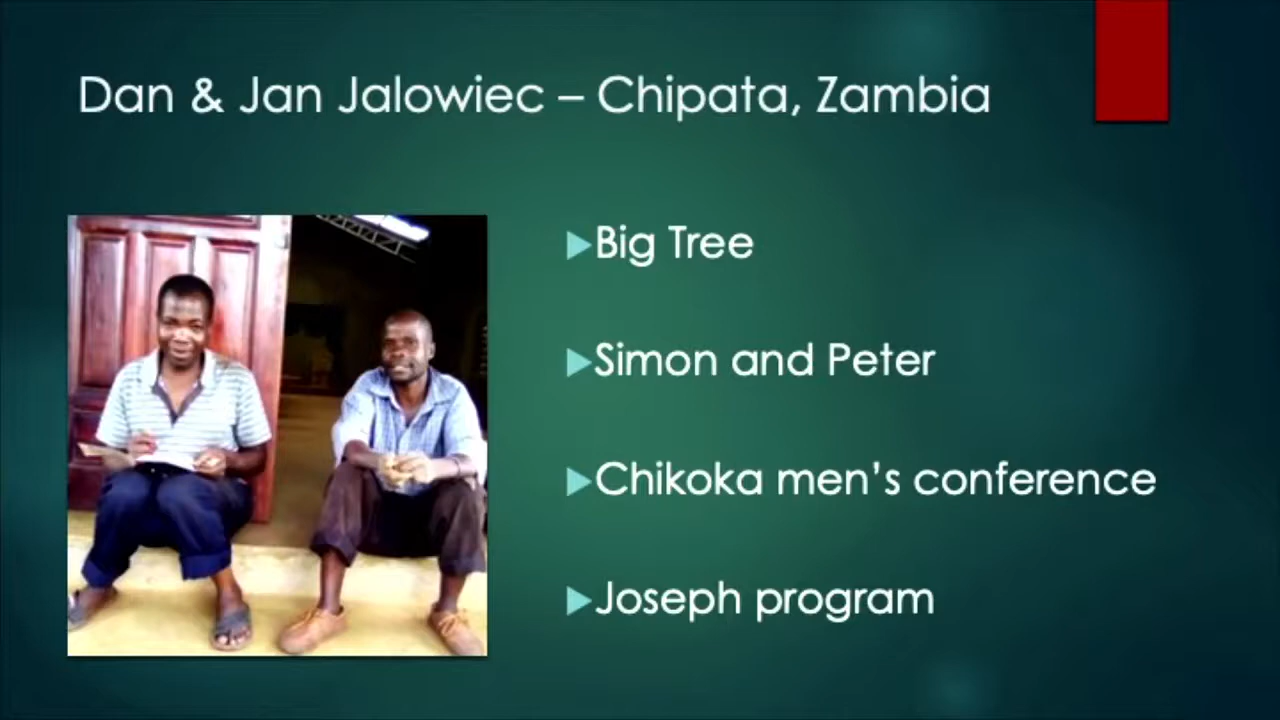 Dan & Jan Jalowiec – Chipata, Zambia
Big Tree
Simon and Peter
Chikoka men’s conference
Joseph program